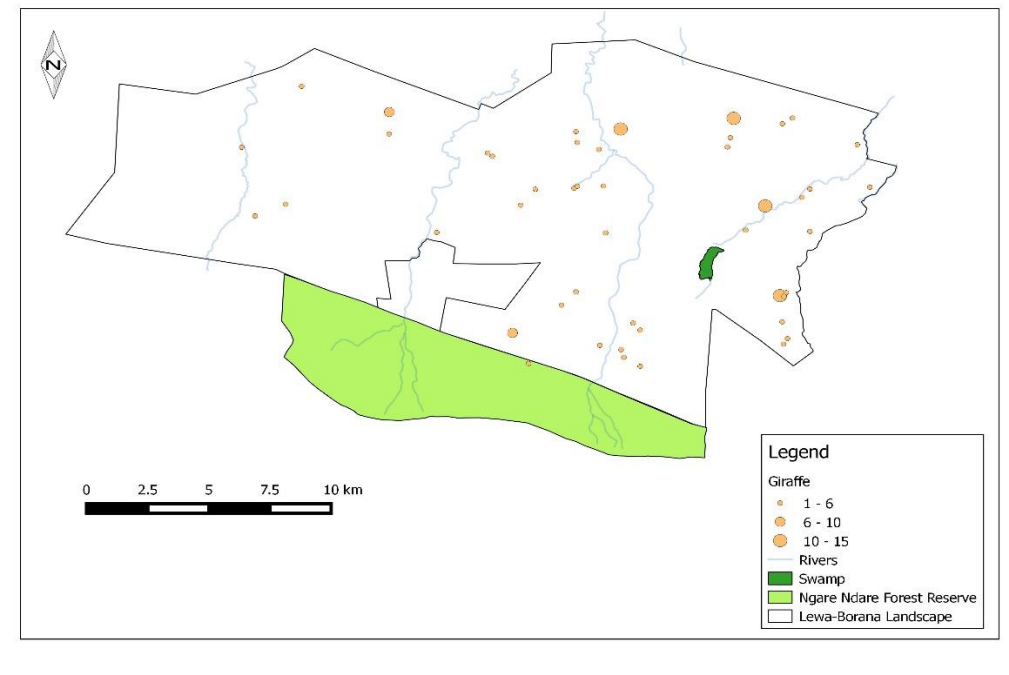 N
0 2.5 5 7.5 10 km
Legend
Giraffe
1 - 6
6 - 10
10 - 15
Rivers
Swamp
Ngare Ndare Forest Reserve
Lewa-Borana Landscape